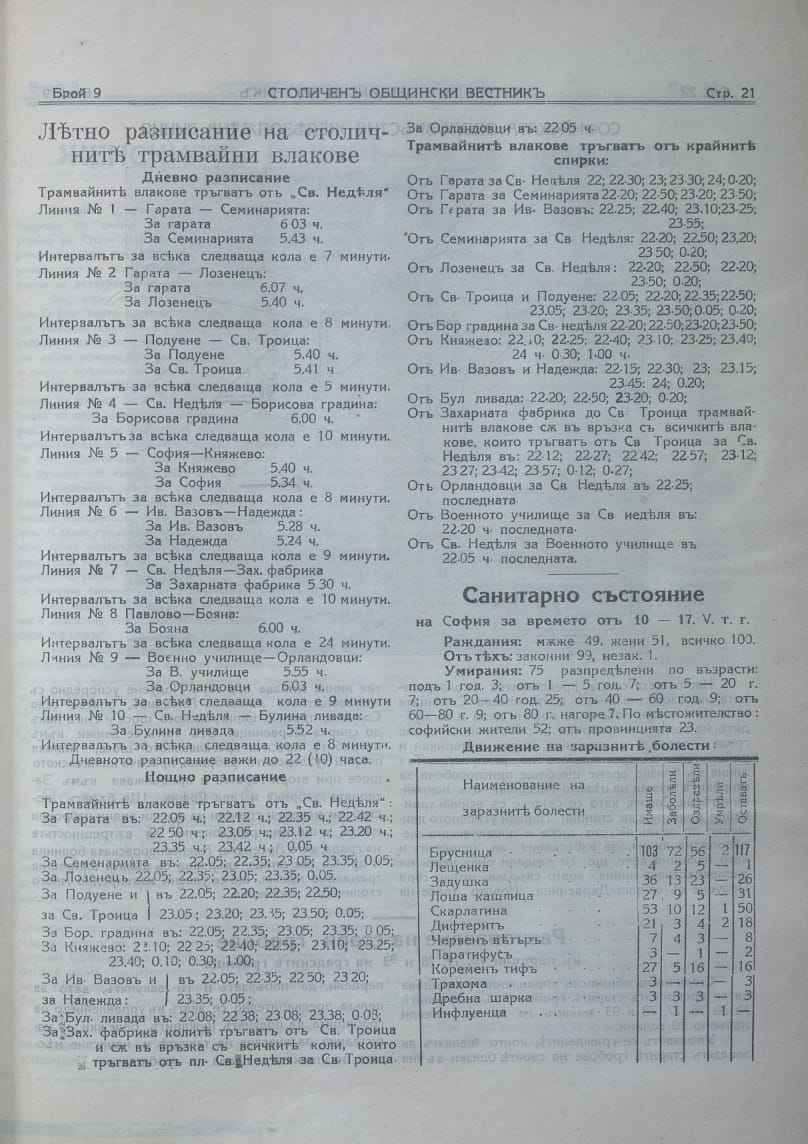 Брой 9 СТОЛИЧЕНЪ ОБЩИНСКИ ВЕСТНИКЪ Стр. 21
Лѣтно разписание на столич-
нитѣ трамвайни влакове
Дневно разписание
Трамвайнитѣ влакове тръгватъ отъ „Св. Недѣля“
Линия № 1 — Гарата — Семинарията:
За гарата 6 03 ч.
За Семинарията 5.43 ч.
Интервалътъ за всѣка следваща кола е 7 минути.
Линия № 2 Гарата — Лозенецъ:
За гарата 6.07 ч.
За Лозенецъ 5.40 ч.
Интервалътъ за всѣка следваща кола е 8 минути.
Линия № 3 — Подуене — Св. Троица:
За Подуене 5.40 ч.
За Св. Троица 5.41 ч
Интервалътъ за всѣка следваща кола е 5 минути.
Линия № 4 — Св. Недѣля — Борисова градина:
За Борисова градина 6.00 ч.
Интервалътъ за всѣка следваща кола е 10 минути.
Линия № 5 — София—Княжево:
За Княжево 5.40 ч.
За София 5.34 ч.
Интервалътъ за всѣка следваща кола е 8 минути.
Линия № 6 — Ив. Вазовъ—Надежда:
За Ив. Вазовъ 5.28 ч.
За Надежда 5.24 ч.
Интервалътъ за всѣка следваща кола е 9 минути.
Линия № 7 — Св. Недѣля—Зах. фабрика
За Захарната фабрика 5.30 ч.
Интервалътъ за всѣка следваща кола е 10 минути.
Линия № 8 Павлово—Бояна:
За Бояна 6.00 ч.
Интервалътъ за всѣка следваща кола е 24 минути.
Линия № 9 — Военно училище—Орландовци:
За В. училище 5.55 ч.
За Орландовци 6.03 ч.
Интервалътъ за всѣка следваща кола е 9 минути
Линия № 10 — Св. Недѣля — Булина ливада:
За Булина ливада 5.52 ч.
Интервалътъ за всѣка следваща кола е 8 минути.
Дневното разписание важи до 22 (10) часа.
Нощно разписание
Трамвайнитѣ влакове тръгватъ отъ „Св. Недѣля“:
За Гарата въ: 22.05 ч.; 22.12 ч.; 22.35 ч.; 22.42 ч.;
22 50 ч; 23.05 ч.; 23.12 ч.; 23.20 ч.;
23.35 ч.; 23.42 ч; 0.05 ч
За Семенарията въ: 22.05; 22.35; 23 05; 23.35; 0.05;
За Лозенецъ 22.05; 22.35; 23.05; 23.35; 0.05.
За Подуене и въ 22.05; 22.20; 22.35; 22.50;
за Св. Троица 23.05; 23.20; 23.35; 23.50; 0.05;
За Бор. градина въ: 22.05; 22.35; 23.05; 23.35; 0 05;
За Княжево: 22.10; 22 25; 22.40; 22.55; 23.10; 23.25;
23.40; 0.10; 0.30; 1.00;
За Ив. Вазовъ и въ 22.05; 22.35; 22 50; 23 20;
за Надежда: 23.35; 0.05;
За Бул. ливада въ: 22.08; 22 38; 23.08; 23.38; 0.08;
За Зах. фабрика колитѣ тръгватъ отъ Св. Троица
и сѫ въ връзка съ всичкитѣ коли, които
тръгватъ отъ пл. Св. Недѣля за Св. Троица.
За Орландовци въ: 22.05 ч.
Трамвайнитѣ влакове тръгватъ отъ крайнитѣ
спирки:
Отъ Гарата за Св. Недѣля 22; 22.30; 23; 23.30; 24; 0.20;
Отъ Гарата за Семинарията 22.20; 22.50; 23.20; 23.50;
Отъ Гарата за Ив. Вазовъ: 22.25; 22.40; 23.10; 23.25;
23.55;
Отъ Семинарията за Св Недѣля: 22.20; 22.50; 23.20;
23 50; 0.20;
Отъ Лозенецъ за Св. Недѣля: 22.20; 22.50; 22.20;
23.50; 0.20;
Отъ Св. Троица и Подуене: 22.05; 22.20; 22.35; 22.50;
23.05; 23.20; 23.35; 23.50; 0.05; 0.20;
Отъ Бор градина за Св. недѣля 22.20; 22.50; 23.20; 23.50;
Отъ Княжево: 22.10; 22.25; 22.40; 23.10; 23.25; 23.40;
24 ч. 0.30; 1.00 ч.
Отъ Ив. Вазовъ и Надежда: 22.15; 22.30; 23; 23.15;
23.45; 24; 0.20;
Отъ Бул ливада: 22.20; 22.50; 23.20; 0.20;
Отъ Захарната фабрика до Св. Троица трамвай-
нитѣ влакове сѫ въ връзка съ всичкитѣ вла-
кове, които тръгватъ отъ Св Троица за Св.
Недѣля въ: 22.12; 22.27; 22 42; 22.57; 23.12;
23 27; 23.42; 23.57; 0.12; 0.27;
Отъ Орландовци за Св Недѣля въ 22.25;
последната.
Отъ Военното училище за Св иедѣля въ:
22.20 ч. последната.
Отъ Св. Недѣля за Военното училище въ
22.05 ч. последната.
Санитарно състояние
на София за времето отъ 10 — 17. V. т. г.
Раждания: мѫже 49, жени 51, всичко 100.
Отъ тѣхъ: законни 99, незак. 1.
Умирания: 75 разпредѣлени по възрасти:
подъ 1 год. 3; отъ 1 — 5 год. 7; отъ 5 — 20 г.
7; отъ 20—40 год. 25; отъ 40 — 60 год. 9; отъ
60—80 г. 9; отъ 80 г. нагоре 7. По мѣстожителство:
софийски жители 52; отъ провинцията 23.
Движение на заразнитѣ болести:
Наименование на заразнитѣ болести Имаше Заболѣли Оздравѣли Умрѣли Оставатъ
Брусница 103 72 56 2 117
Лещенка 4 2 5 — 1
Задушка 36 13 23 — 26
Лоша кашлица 27 9 5 — 31
Скарлатина 53 10 12 1 50
Дифтеритъ 21 3 4 2 18
Червенъ вѣтъръ 7 4 3 — 8
Паратифусъ 3 — 1 — 2
Коременъ тифъ 27 5 16 — 16
Трахома 3 — — — 3
Дребна шарка 3 3 3 — 3
Инфлуенца — 1 — 1 —